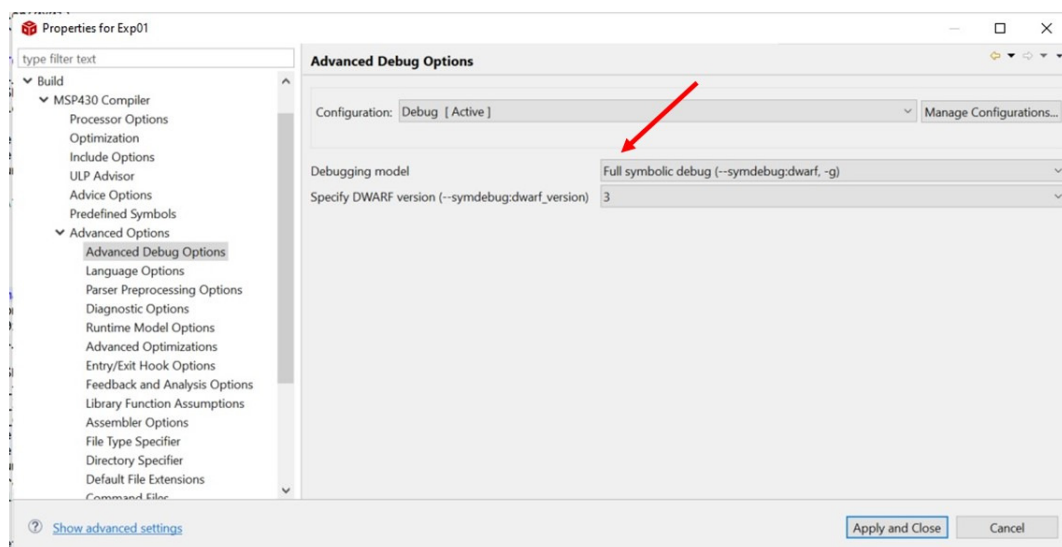 Properties for Exp01
type filter text
Build
MSP430 Compiler
Processor Options
Optimization
Include Options
ULP Advisor
Advice Options
Predefined Symbols
Advanced Options
Advanced Debug Options
Language Options
Parser Preprocessing Options
Diagnostic Options
Runtime Model Options
Advanced Optimizations
Entry/Exit Hook Options
Feedback and Analysis Options
Library Function Assumptions
Assembler Options
File Type Specifier
Directory Specifier
Default File Extensions
Command Files
Advanced Debug Options
Configuration: Debug [ Active ] Manage Configurations...
Debugging model Full symbolic debug (--symdebug:dwarf, -g)
Specify DWARF version (--symdebug:dwarf_version) 3
Show advanced settings
Apply and Close Cancel